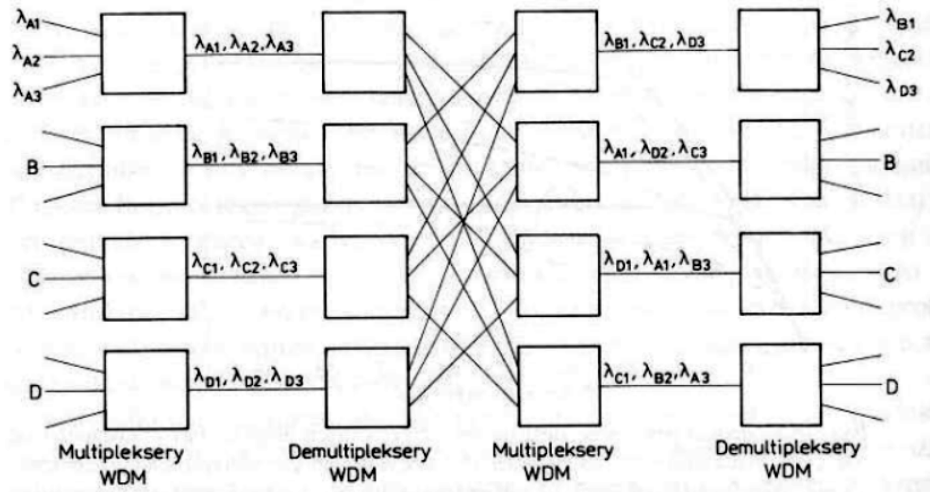 λA1
λA2
λA3
λA1, λA2, λA3
λB1, λC2, λD3
λB1
λC2
λD3
B
λB1, λB2, λB3
λA1, λD2, λC3
B
C
λC1, λC2, λC3
λD1, λA1, λB3
C
D
λD1, λD2, λD3
λC1, λB2, λA3
D
Multipleksery
WDM
Demultipleksery
WDM
Multipleksery
WDM
Demultipleksery
WDM